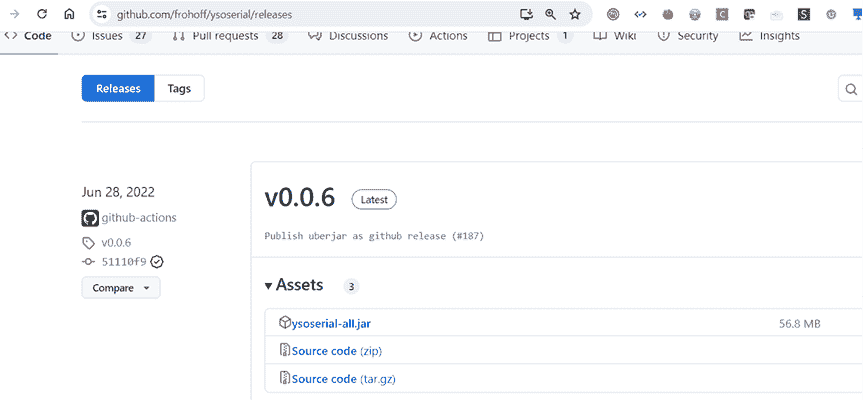 github.com/frohoff/ysoserial/releases
Code Issues 27 Pull requests 28 Discussions Actions Projects 1 Wiki Security Insights
Releases Tags
Jun 28, 2022
github-actions
v0.0.6
51110f9
Compare
v0.0.6 Latest
Publish uberjar as github release (#187)
Assets 3
ysoserial-all.jar 56.8 MB
Source code (zip)
Source code (tar.gz)